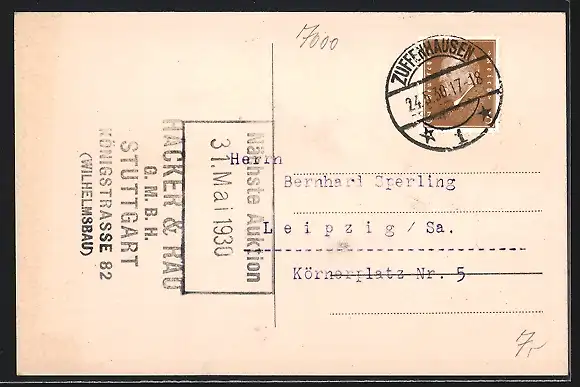 7000
ZUFFENHAUSEN
24.5.30.17-18
1
Nächste Auktion
31. Mai 1930
HACKER & RAU
G. M. B. H.
STUTTGART
KÖNIGSTRASSE 82
(WILHELMSBAU)
Herrn
Bernhard Sperling
Leipzig/Sa.
Körnerplatz Nr. 5